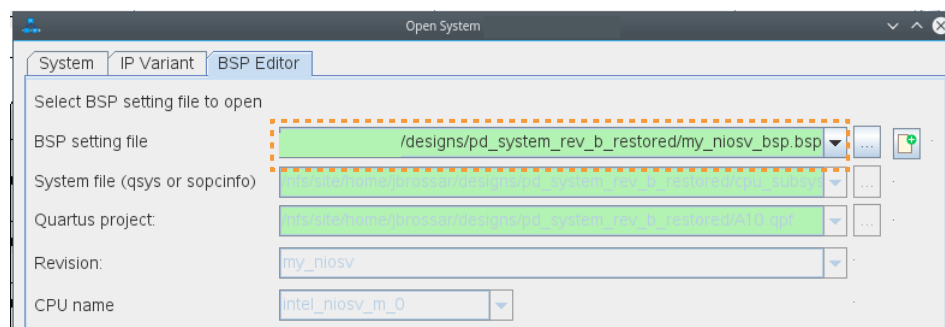 Open System
System IP Variant BSP Editor
Select BSP setting file to open
BSP setting file /designs/pd_system_rev_b_restored/my_niosv_bsp.bsp ...
System file (qsys or sopcinfo) /nfs/site/home/jbrossar/designs/pd_system_rev_b_restored/cpu_subsys ...
Quartus project: /nfs/site/home/jbrossar/designs/pd_system_rev_b_restored/A10.qpf ...
Revision: my_niosv
CPU name intel_niosv_m_0